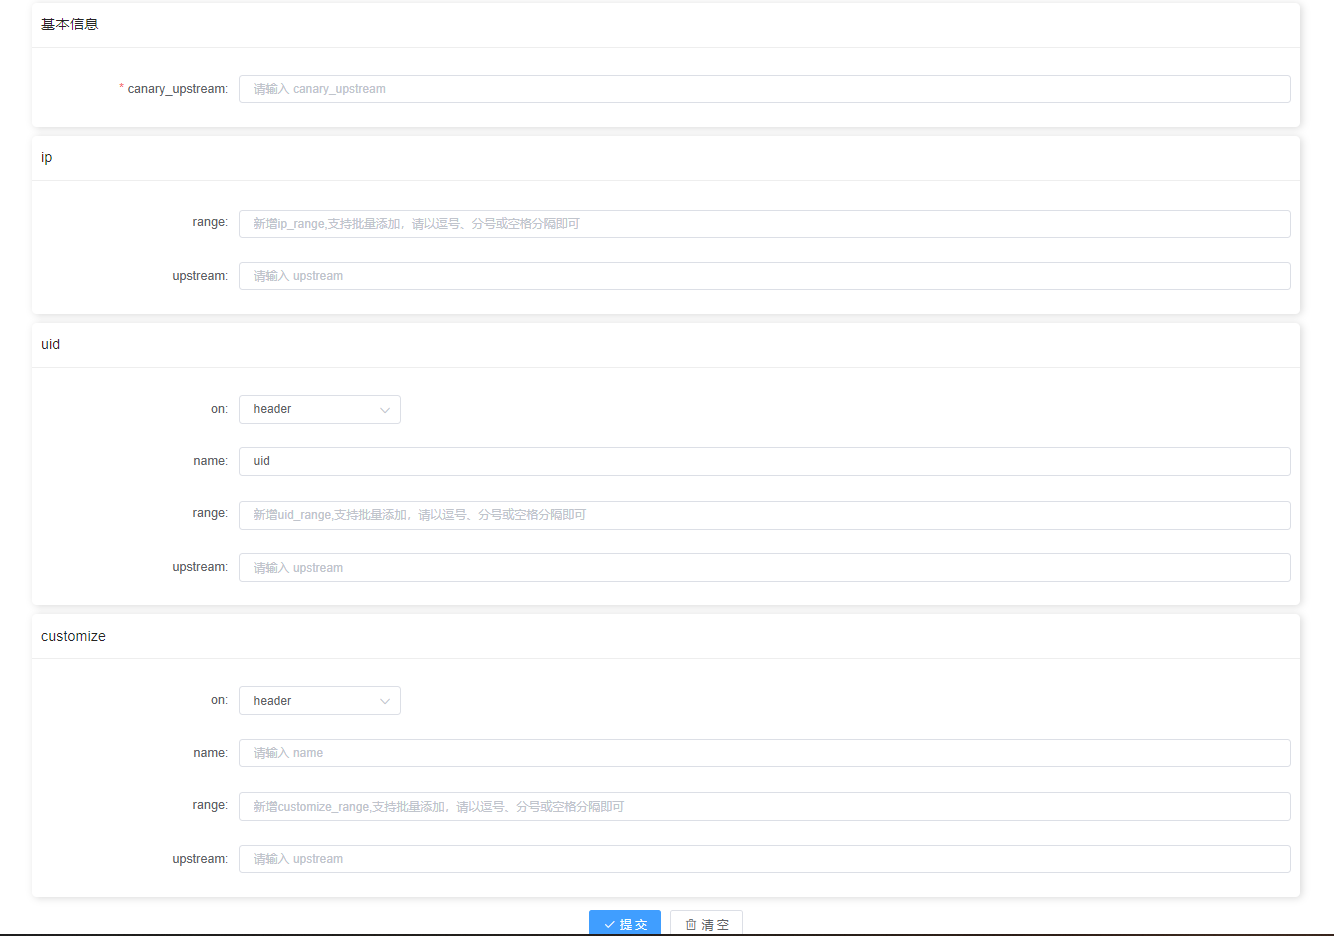 基本信息
* canary_upstream: 请输入 canary_upstream
ip
range: 新增ip_range,支持批量添加，请以逗号、分号或空格分隔即可
upstream: 请输入 upstream
uid
on: header
name: uid
range: 新增uid_range,支持批量添加，请以逗号、分号或空格分隔即可
upstream: 请输入 upstream
customize
on: header
name: 请输入 name
range: 新增customize_range,支持批量添加，请以逗号、分号或空格分隔即可
upstream: 请输入 upstream
提交 清空